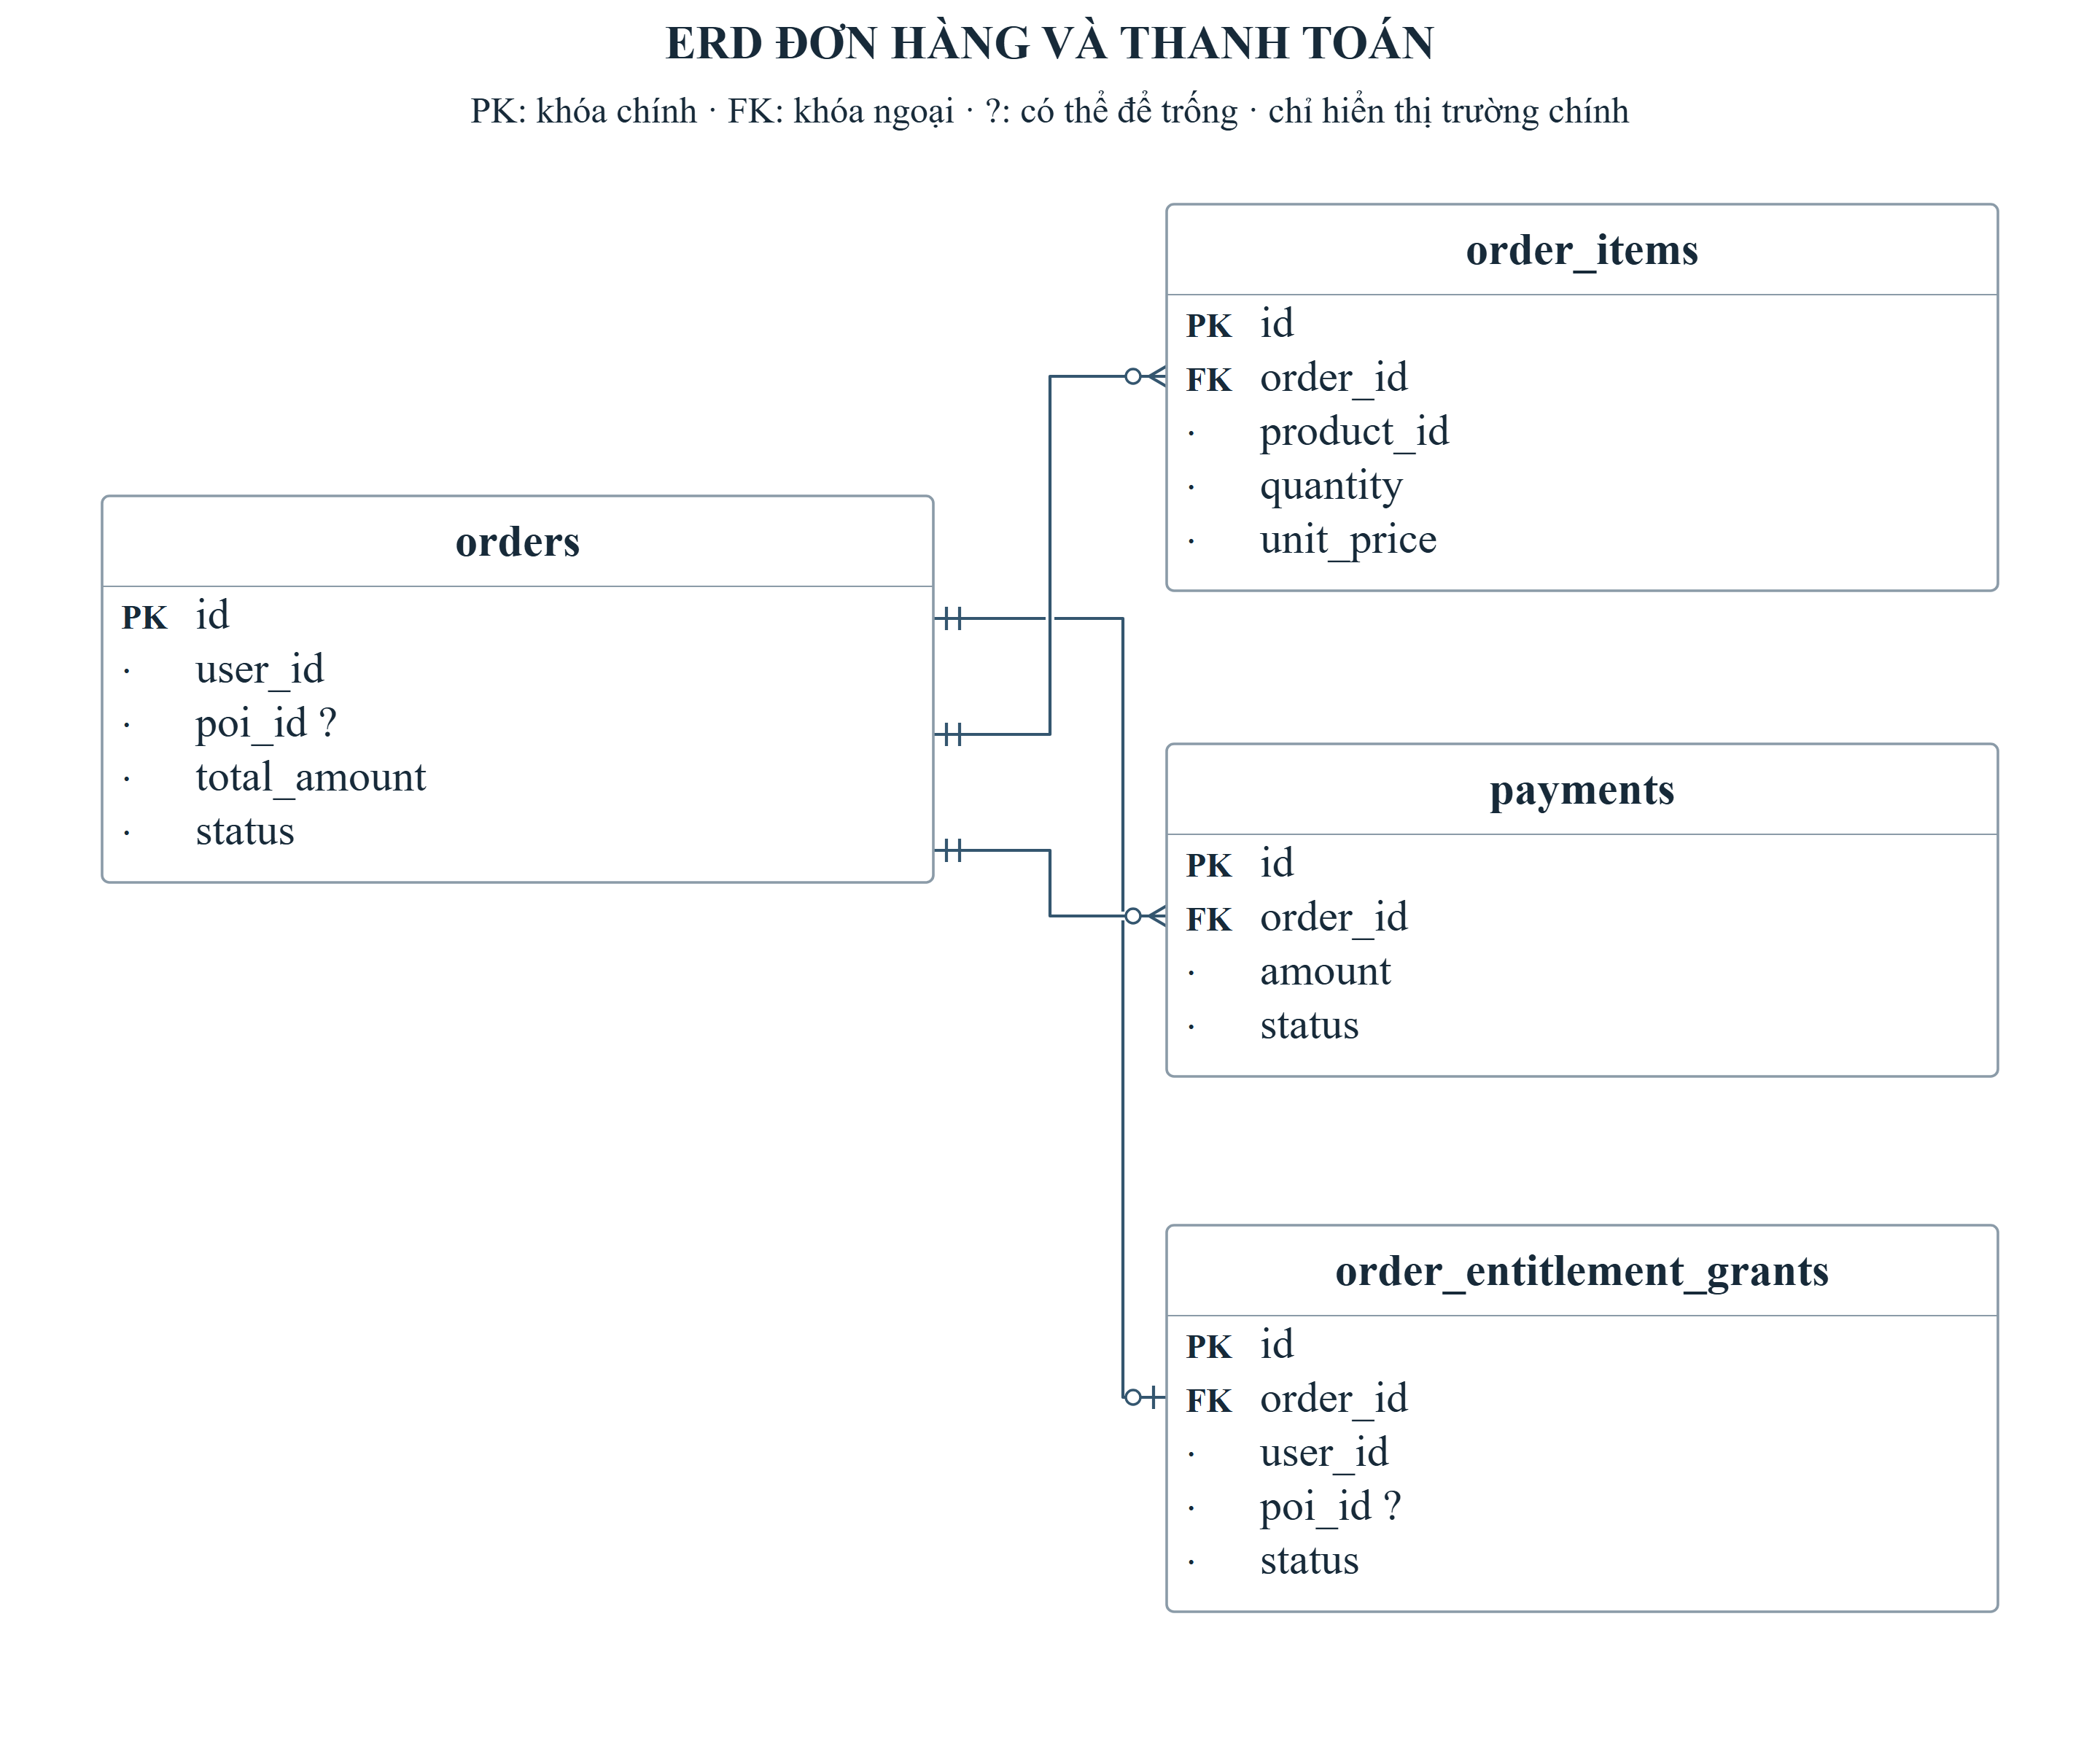 ERD ĐƠN HÀNG VÀ THANH TOÁN
PK: khóa chính · FK: khóa ngoại · ?: có thể để trống · chỉ hiển thị trường chính
orders
PK id
· user_id
· poi_id ?
· total_amount
· status
order_items
PK id
FK order_id
· product_id
· quantity
· unit_price
payments
PK id
FK order_id
· amount
· status
order_entitlement_grants
PK id
FK order_id
· user_id
· poi_id ?
· status